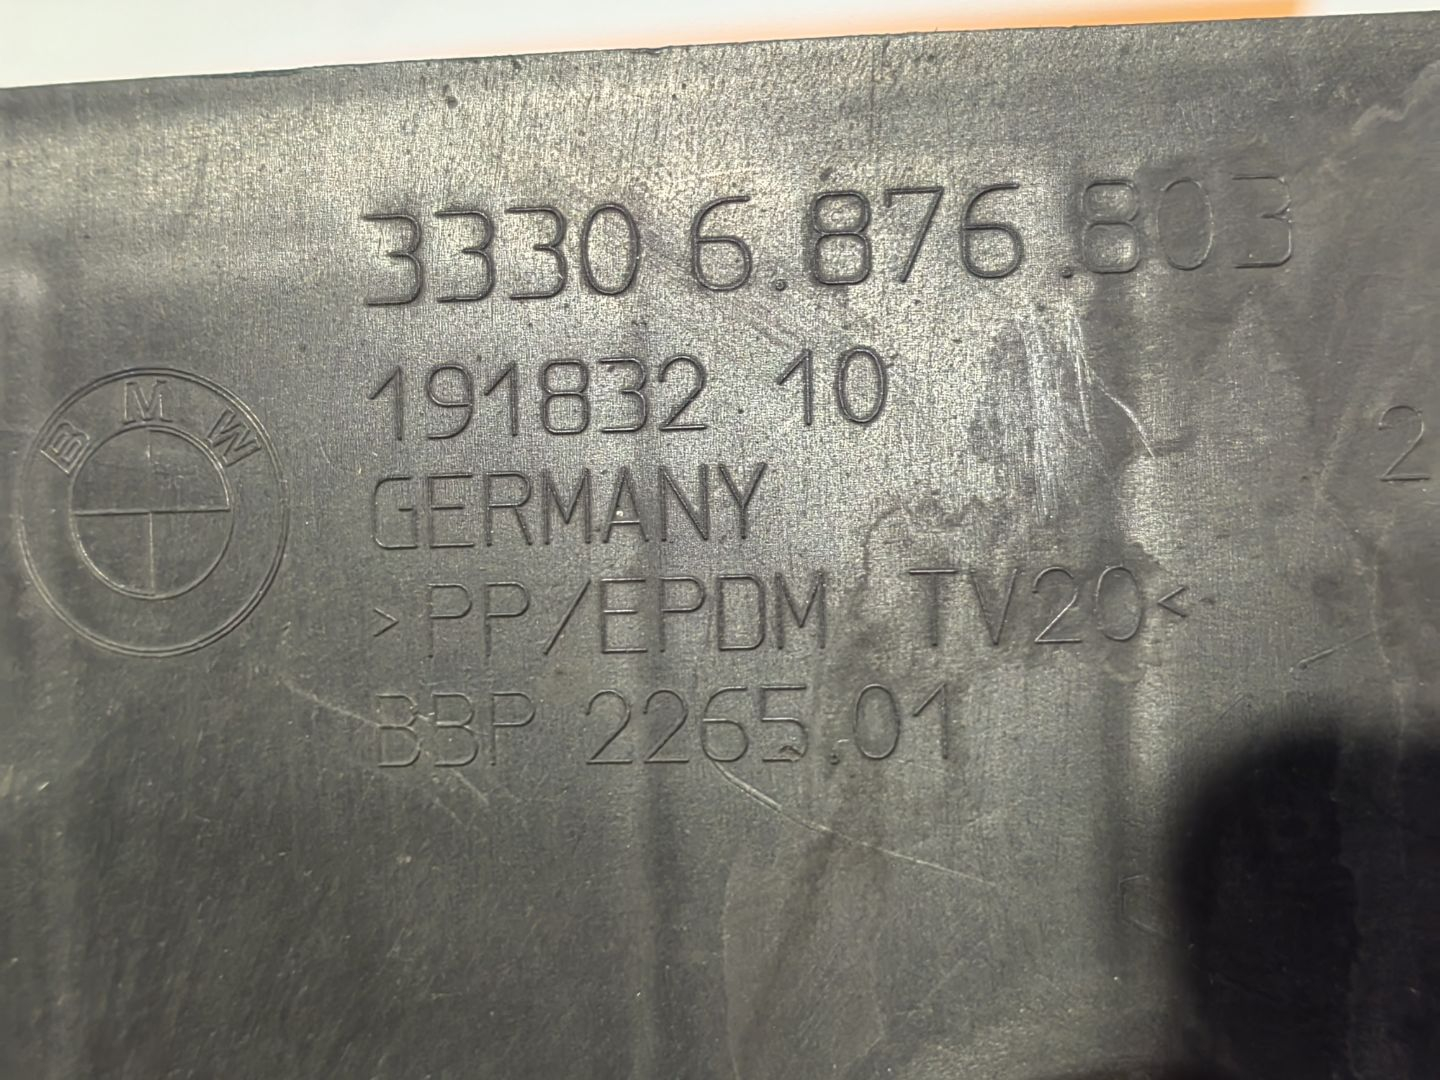 3330 6.876.803
191832 10
BMW
GERMANY
2
>PP/EPDM TV20<
BBP 2265.01